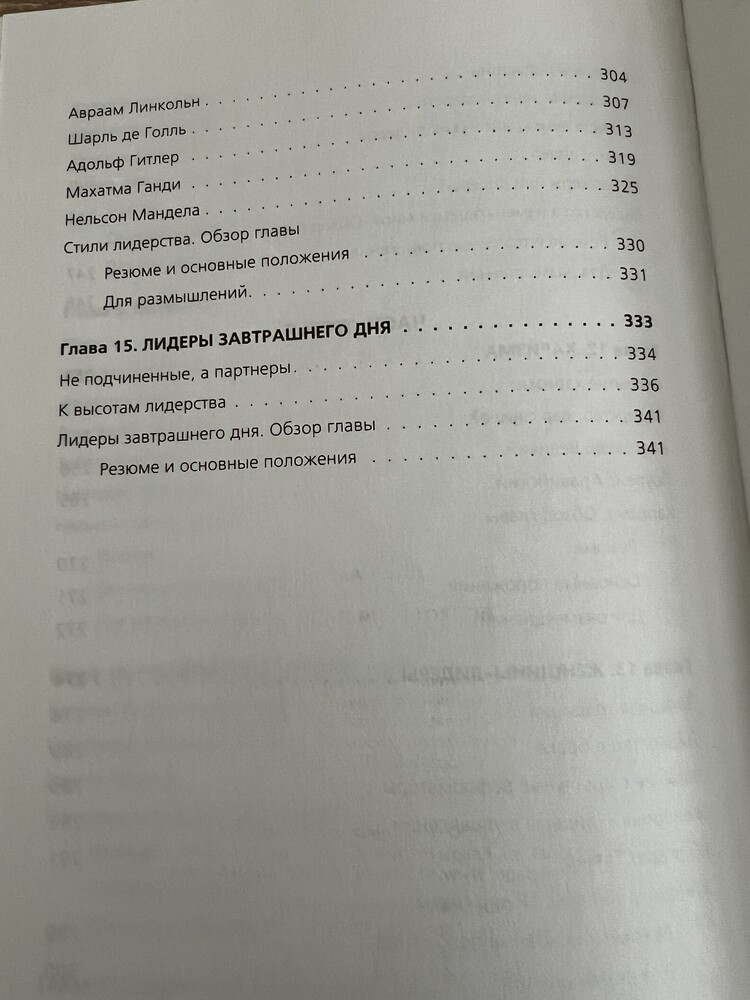 Авраам Линкольн . . . . . . . . . . . . . . . . . . . . . . . . . . . 304
Шарль де Голль . . . . . . . . . . . . . . . . . . . . . . . . . . . . 307
Адольф Гитлер . . . . . . . . . . . . . . . . . . . . . . . . . . . . 313
Махатма Ганди . . . . . . . . . . . . . . . . . . . . . . . . . . . . 319
Нельсон Мандела . . . . . . . . . . . . . . . . . . . . . . . . . . . 325
Стили лидерства. Обзор главы
Резюме и основные положения . . . . . . . . . . . . . . . . . 330
Для размышлений. . . . . . . . . . . . . . . . . . . . . . . . . 331
Глава 15. ЛИДЕРЫ ЗАВТРАШНЕГО ДНЯ . . . . . . . . . . . . . . 333
Не подчиненные, а партнеры. . . . . . . . . . . . . . . . . . . . . 334
К высотам лидерства . . . . . . . . . . . . . . . . . . . . . . . . 336
Лидеры завтрашнего дня. Обзор главы . . . . . . . . . . . . . . . 341
Резюме и основные положения . . . . . . . . . . . . . . . . . 341